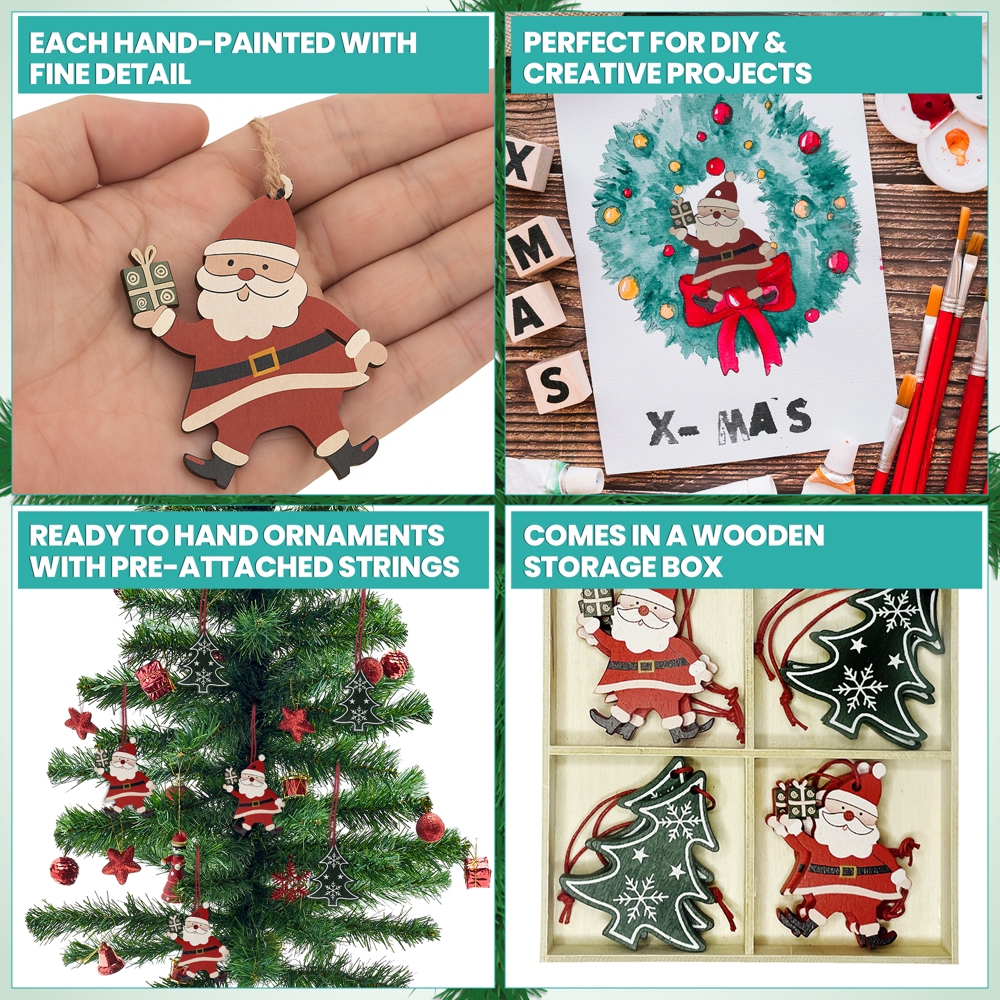 EACH HAND-PAINTED WITH
FINE DETAIL
PERFECT FOR DIY &
CREATIVE PROJECTS
X
M
A
S
X- MA'S
READY TO HAND ORNAMENTS
WITH PRE-ATTACHED STRINGS
COMES IN A WOODEN
STORAGE BOX